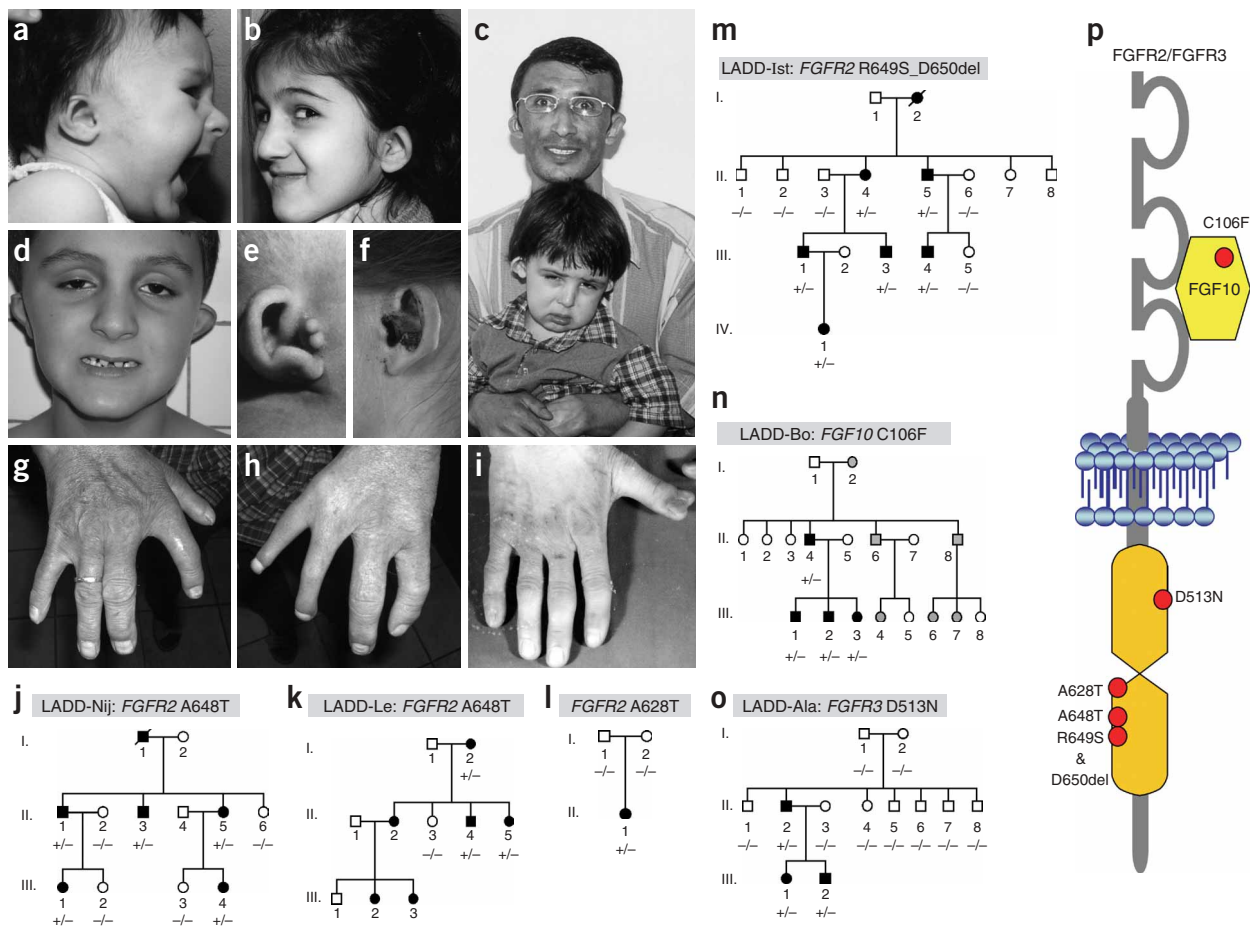 a
b
c
d
e
f
g
h
i
j
LADD-Nij: FGFR2 A648T
I.
1
2
II.
1
2
3
4
5
6
+/–
–/–
+/–
+/–
–/–
III.
1
2
3
4
+/–
–/–
–/–
+/–
k
LADD-Le: FGFR2 A648T
I.
1
2
+/–
II.
1
2
3
4
5
–/–
+/–
+/–
III.
1
2
3
l
FGFR2 A628T
I.
1
2
–/–
–/–
II.
1
+/–
m
LADD-Ist: FGFR2 R649S_D650del
I.
1
2
II.
1
2
3
4
5
6
7
8
–/–
–/–
–/–
+/–
+/–
–/–
III.
1
2
3
4
5
+/–
+/–
+/–
–/–
IV.
1
+/–
n
LADD-Bo: FGF10 C106F
I.
1
2
II.
1
2
3
4
5
6
7
8
+/–
III.
1
2
3
4
5
6
7
8
+/–
+/–
+/–
o
LADD-Ala: FGFR3 D513N
I.
1
2
–/–
–/–
II.
1
2
3
4
5
6
7
8
–/–
+/–
–/–
–/–
–/–
–/–
–/–
–/–
III.
1
2
+/–
+/–
p
FGFR2/FGFR3
C106F
FGF10
D513N
A628T
A648T
R649S
&
D650del